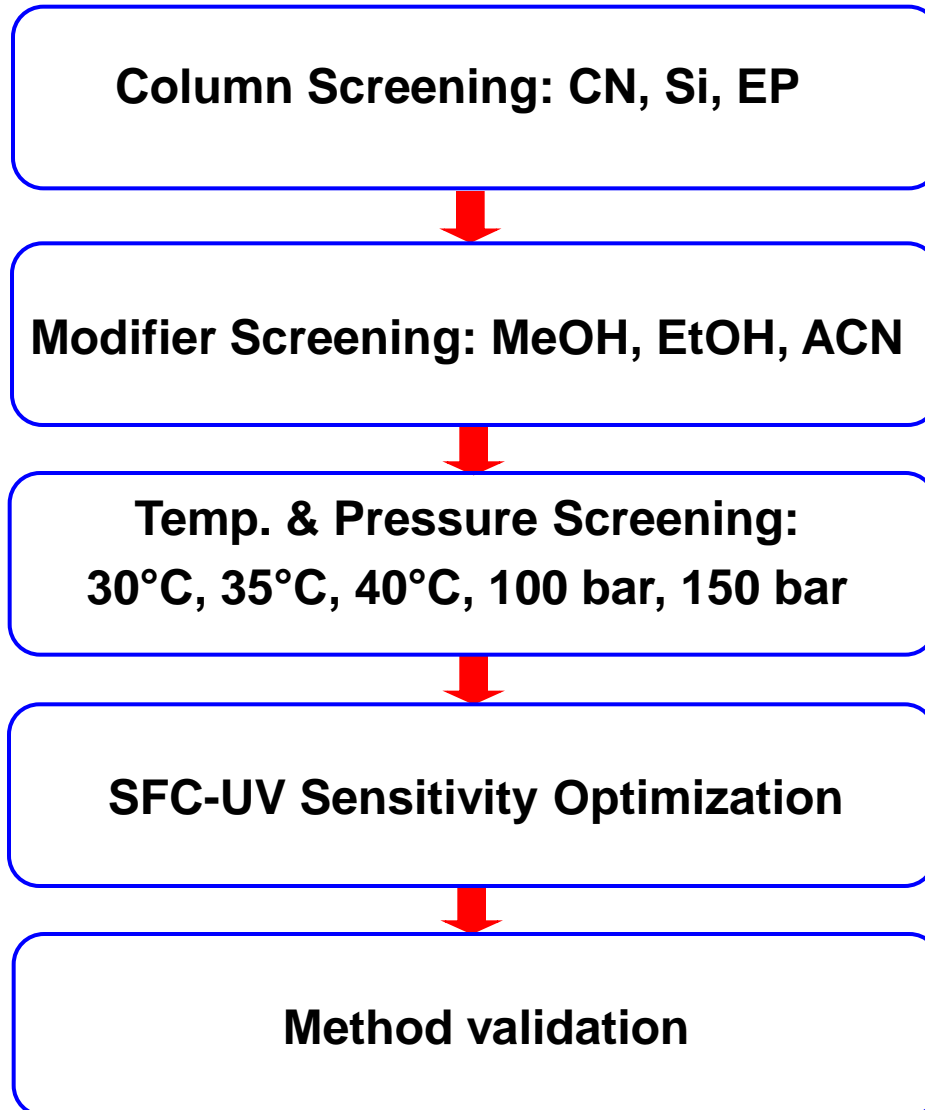 Column Screening: CN, Si, EP
Modifier Screening: MeOH, EtOH, ACN
Temp. & Pressure Screening:
30°C, 35°C, 40°C, 100 bar, 150 bar
SFC-UV Sensitivity Optimization
Method validation